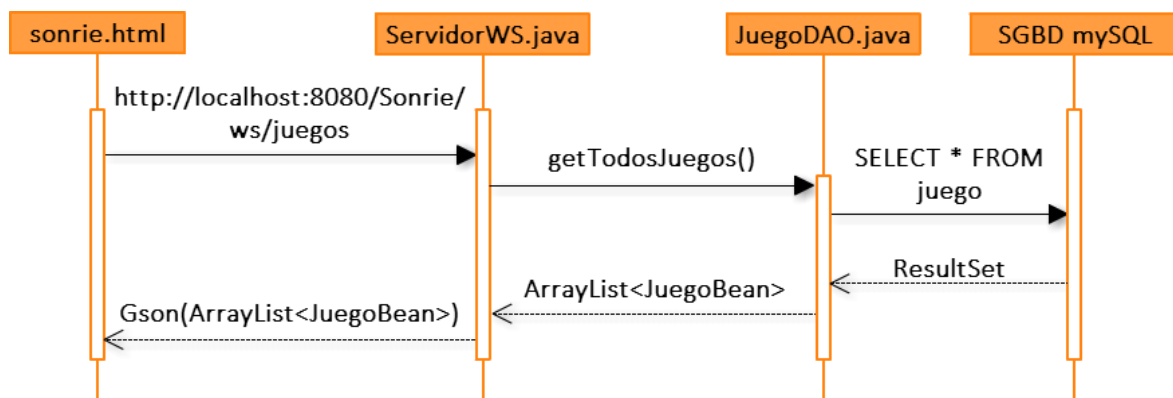 sonrie.html
ServidorWS.java
JuegoDAO.java
SGBD mySQL
http://localhost:8080/Sonrie/
ws/juegos
getTodosJuegos()
SELECT * FROM
juego
ResultSet
ArrayList<JuegoBean>
Gson(ArrayList<JuegoBean>)